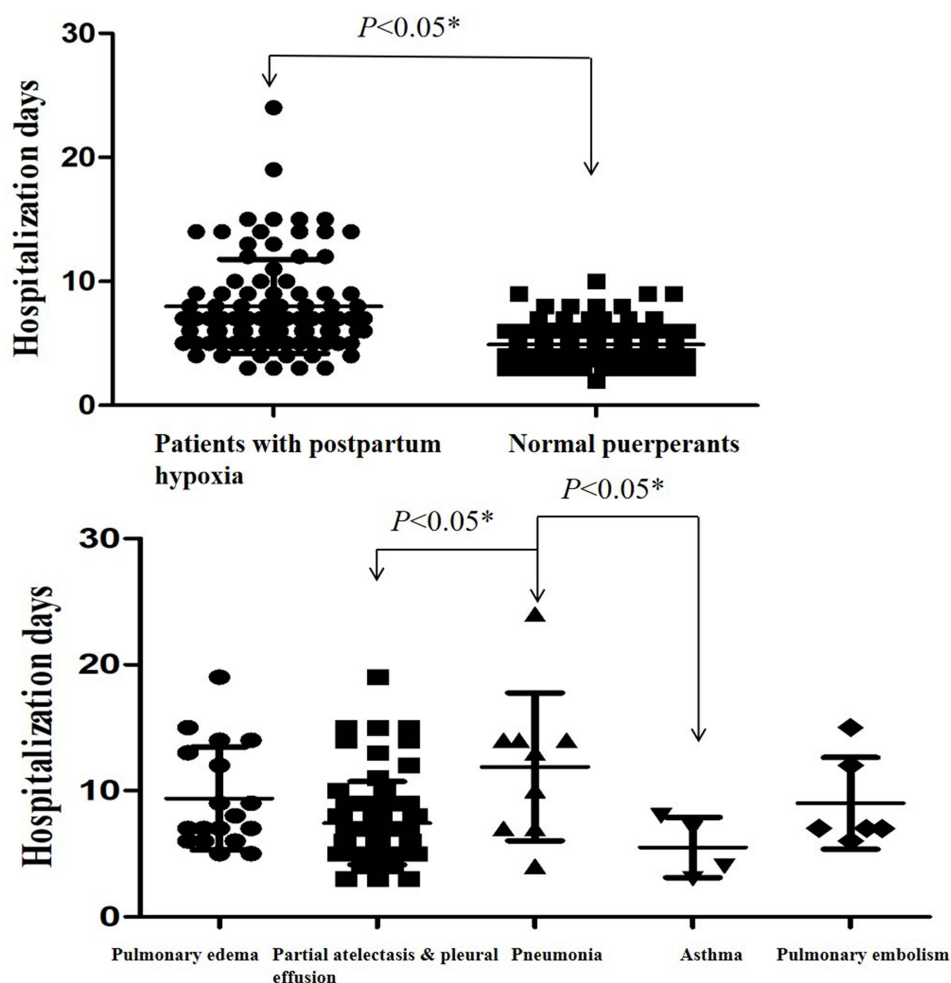 P<0.05*
30
20
10
0
Hospitalization days
Patients with postpartum
hypoxia
Normal puerperants
P<0.05*
P<0.05*
30
20
10
0
Hospitalization days
Pulmonary edema
Partial atelectasis & pleural
effusion
Pneumonia
Asthma
Pulmonary embolism